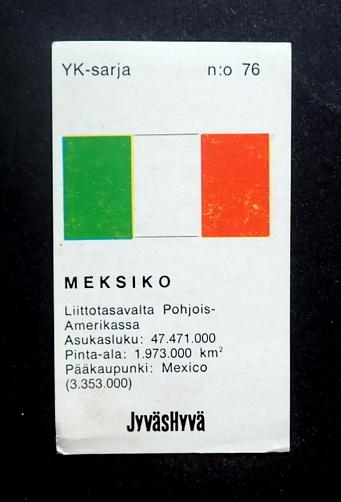 YK-sarja n:o 76
MEKSIKO
Liittotasavalta Pohjois-
Amerikassa
Asukasluku: 47.471.000
Pinta-ala: 1.973.000 km²
Pääkaupunki: Mexico
(3.353.000)
JyväsHyvä